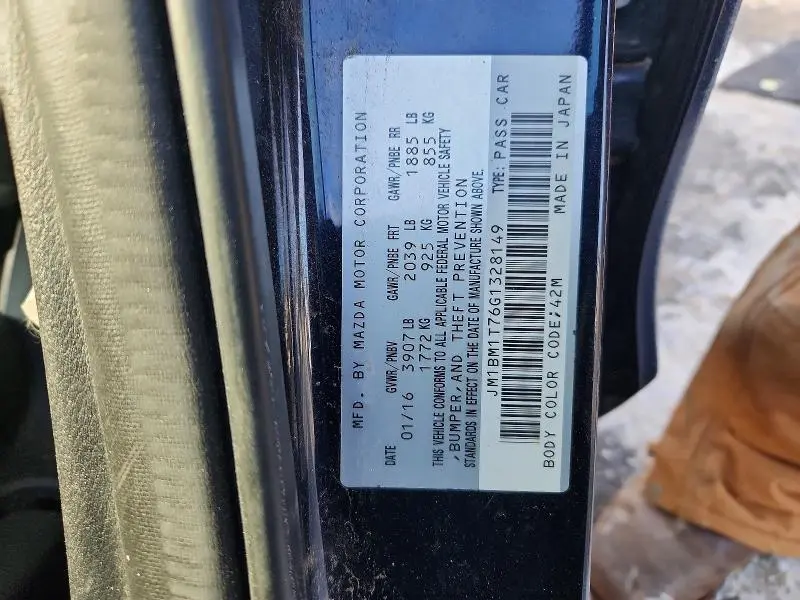 MFD. BY MAZDA MOTOR CORPORATION
DATE GVWR/PNBV GAWR/PNBE FRT GAWR/PNBE RR
01/16 3907 LB 2039 LB 1885 LB
1772 KG 925 KG 855 KG
THIS VEHICLE CONFORMS TO ALL APPLICABLE FEDERAL MOTOR VEHICLE SAFETY
,BUMPER,AND THEFT PREVENTION
STANDARDS IN EFFECT ON THE DATE OF MANUFACTURE SHOWN ABOVE.
JM1BM1T76G1328149 TYPE: PASS CAR
BODY COLOR CODE;42M MADE IN JAPAN